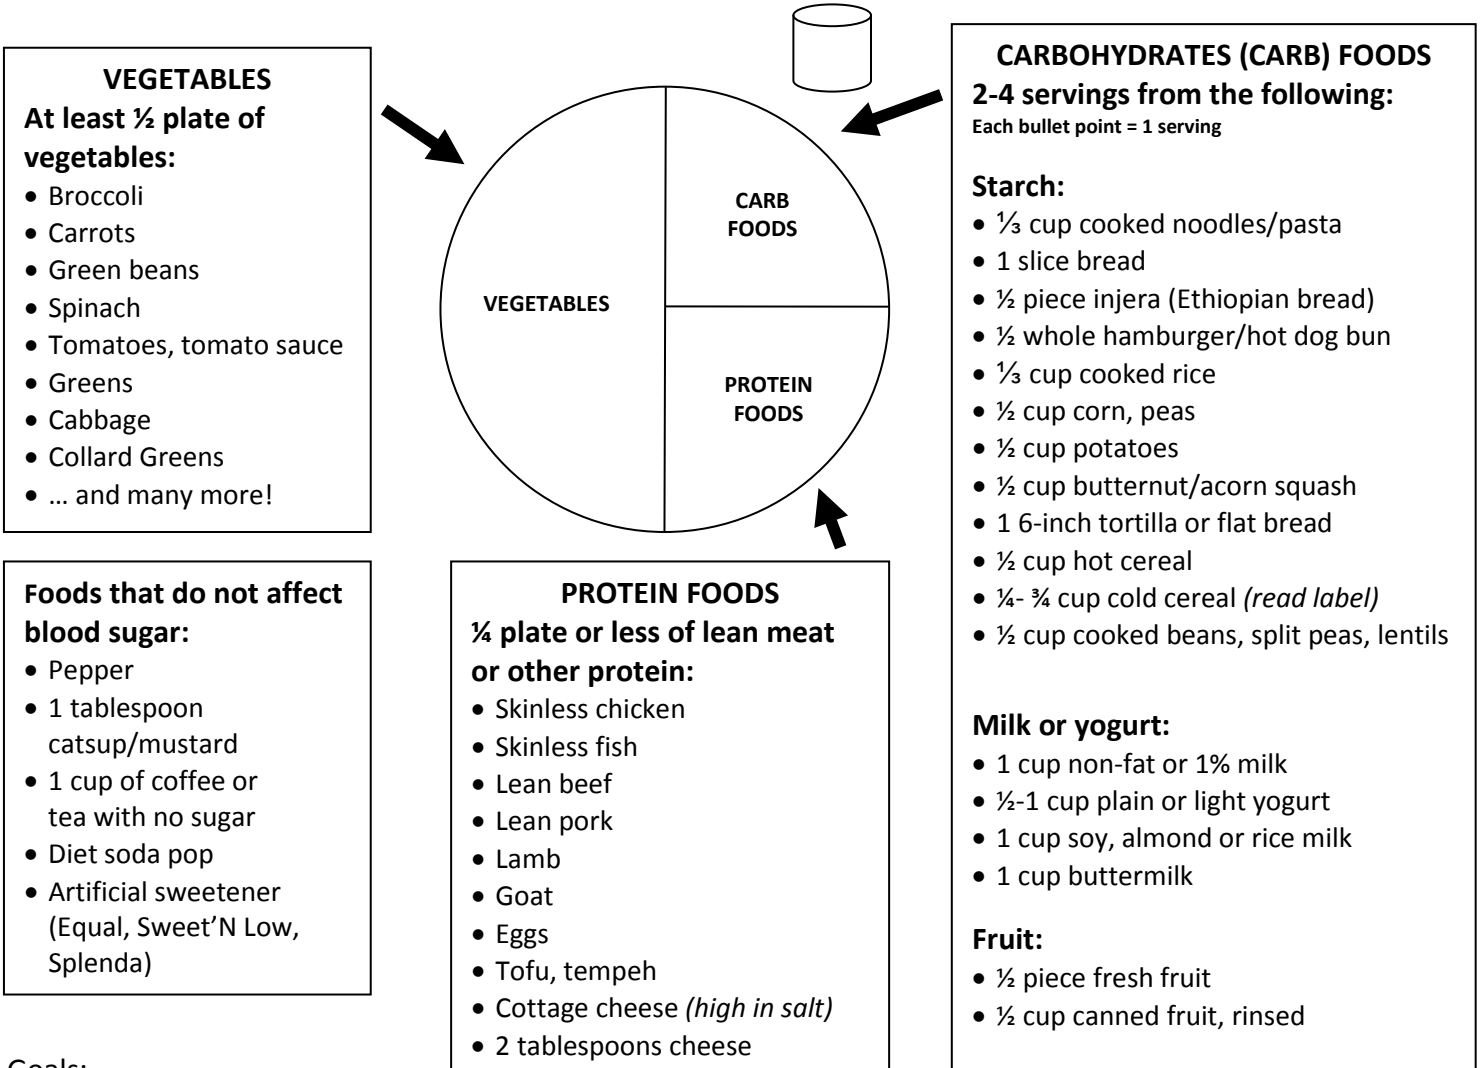 VEGETABLES
At least ½ plate of
vegetables:
• Broccoli
• Carrots
• Green beans
• Spinach
• Tomatoes, tomato sauce
• Greens
• Cabbage
• Collard Greens
• … and many more!
Foods that do not affect
blood sugar:
• Pepper
• 1 tablespoon
catsup/mustard
• 1 cup of coffee or
tea with no sugar
• Diet soda pop
• Artificial sweetener
(Equal, Sweet’N Low,
Splenda)
Goals:
VEGETABLES
CARB
FOODS
PROTEIN
FOODS
PROTEIN FOODS
¼ plate or less of lean meat
or other protein:
• Skinless chicken
• Skinless fish
• Lean beef
• Lean pork
• Lamb
• Goat
• Eggs
• Tofu, tempeh
• Cottage cheese (high in salt)
• 2 tablespoons cheese
CARBOHYDRATES (CARB) FOODS
2-4 servings from the following:
Each bullet point = 1 serving
Starch:
• ⅓ cup cooked noodles/pasta
• 1 slice bread
• ½ piece injera (Ethiopian bread)
• ½ whole hamburger/hot dog bun
• ⅓ cup cooked rice
• ½ cup corn, peas
• ½ cup potatoes
• ½ cup butternut/acorn squash
• 1 6-inch tortilla or flat bread
• ½ cup hot cereal
• ¼- ¾ cup cold cereal (read label)
• ½ cup cooked beans, split peas, lentils
Milk or yogurt:
• 1 cup non-fat or 1% milk
• ½-1 cup plain or light yogurt
• 1 cup soy, almond or rice milk
• 1 cup buttermilk
Fruit:
• ½ piece fresh fruit
• ½ cup canned fruit, rinsed